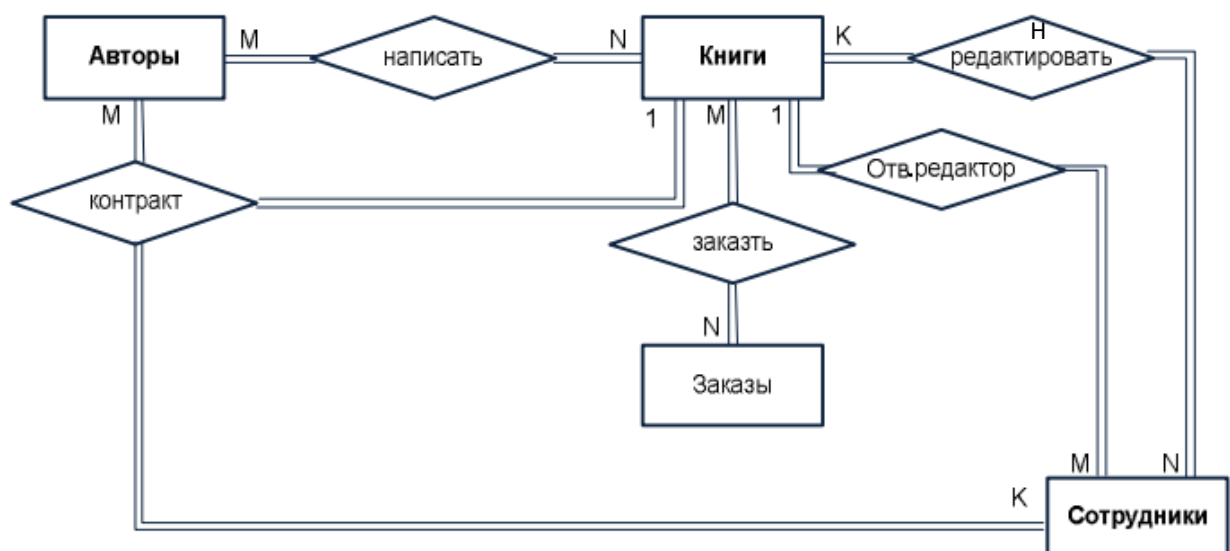 Авторы
M
написать
N
Книги
K
Н
редактировать
M
1
M
1
Отв.редактор
контракт
заказть
N
Заказы
M
N
K
Сотрудники